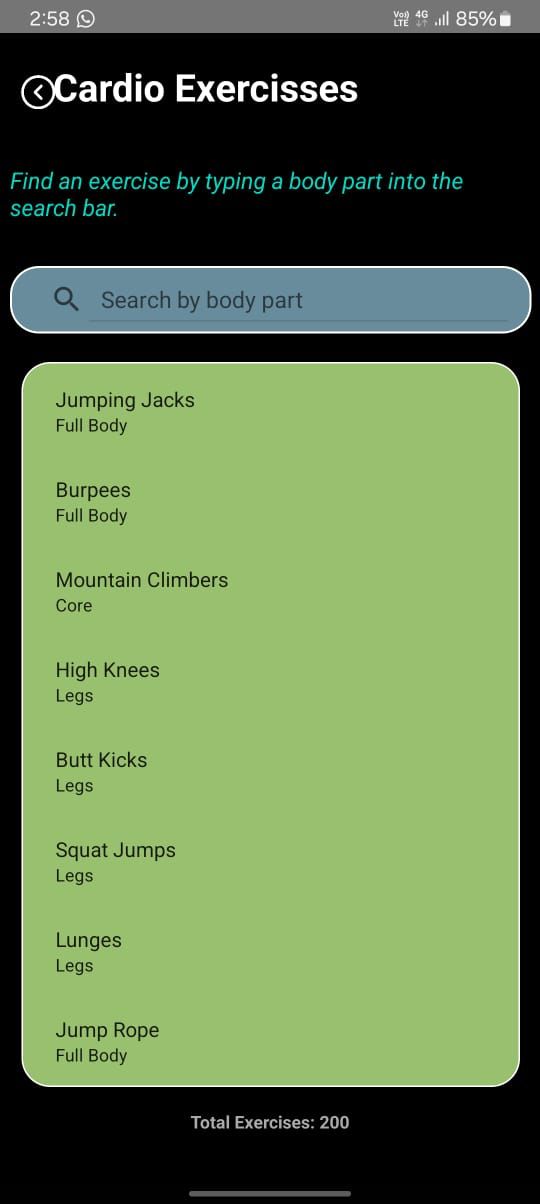 2:58
Vo) 4G 85%
LTE
Cardio Exercisses
Find an exercise by typing a body part into the
search bar.
Search by body part
Jumping Jacks
Full Body
Burpees
Full Body
Mountain Climbers
Core
High Knees
Legs
Butt Kicks
Legs
Squat Jumps
Legs
Lunges
Legs
Jump Rope
Full Body
Total Exercises: 200